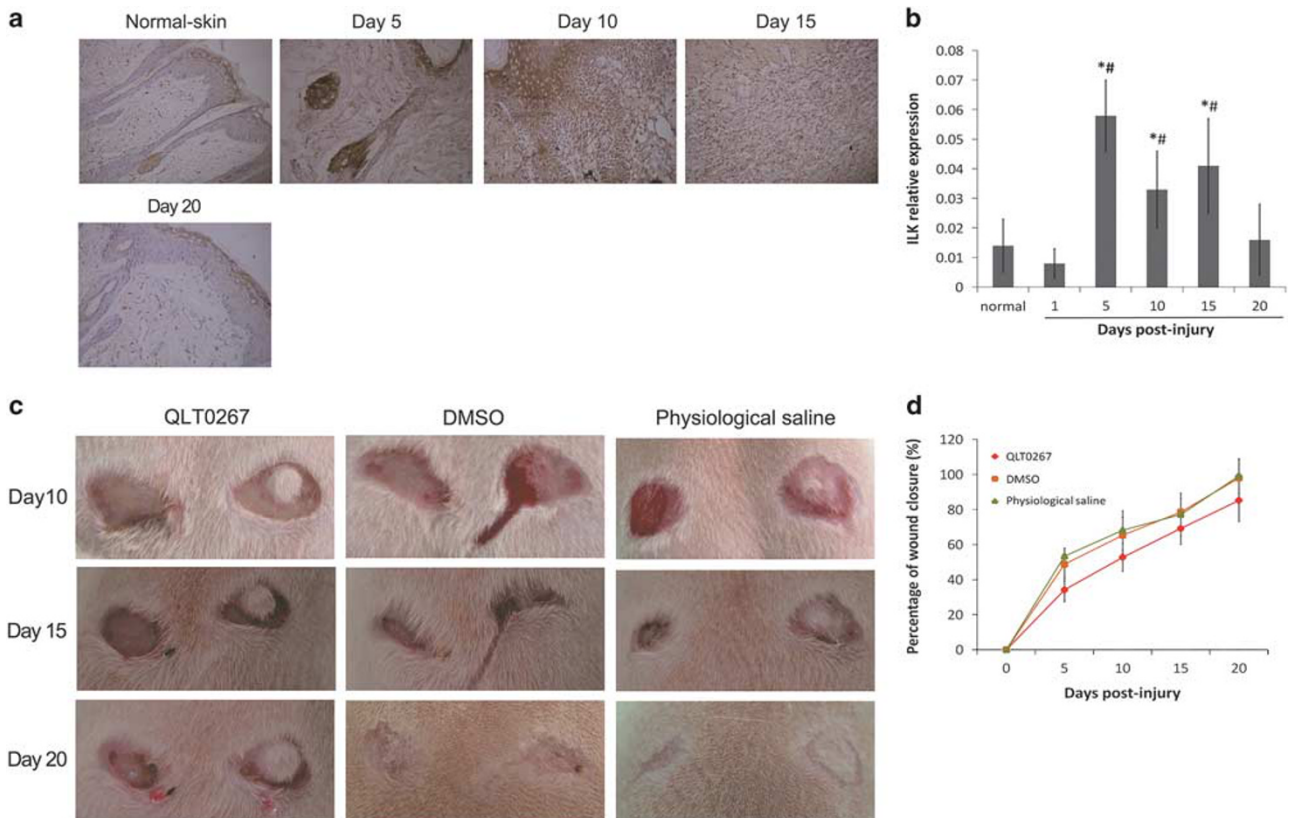 a
Normal-skin
Day 5
Day 10
Day 15
Day 20
b
ILK relative expression
0.08
0.07
0.06
0.05
0.04
0.03
0.02
0.01
0
*#
*#
*#
normal
1
5
10
15
20
Days post-injury
c
QLT0267
DMSO
Physiological saline
Day10
Day 15
Day 20
d
Percentage of wound closure (%)
120
100
80
60
40
20
0
QLT0267
DMSO
Physiological saline
0
5
10
15
20
Days post-injury